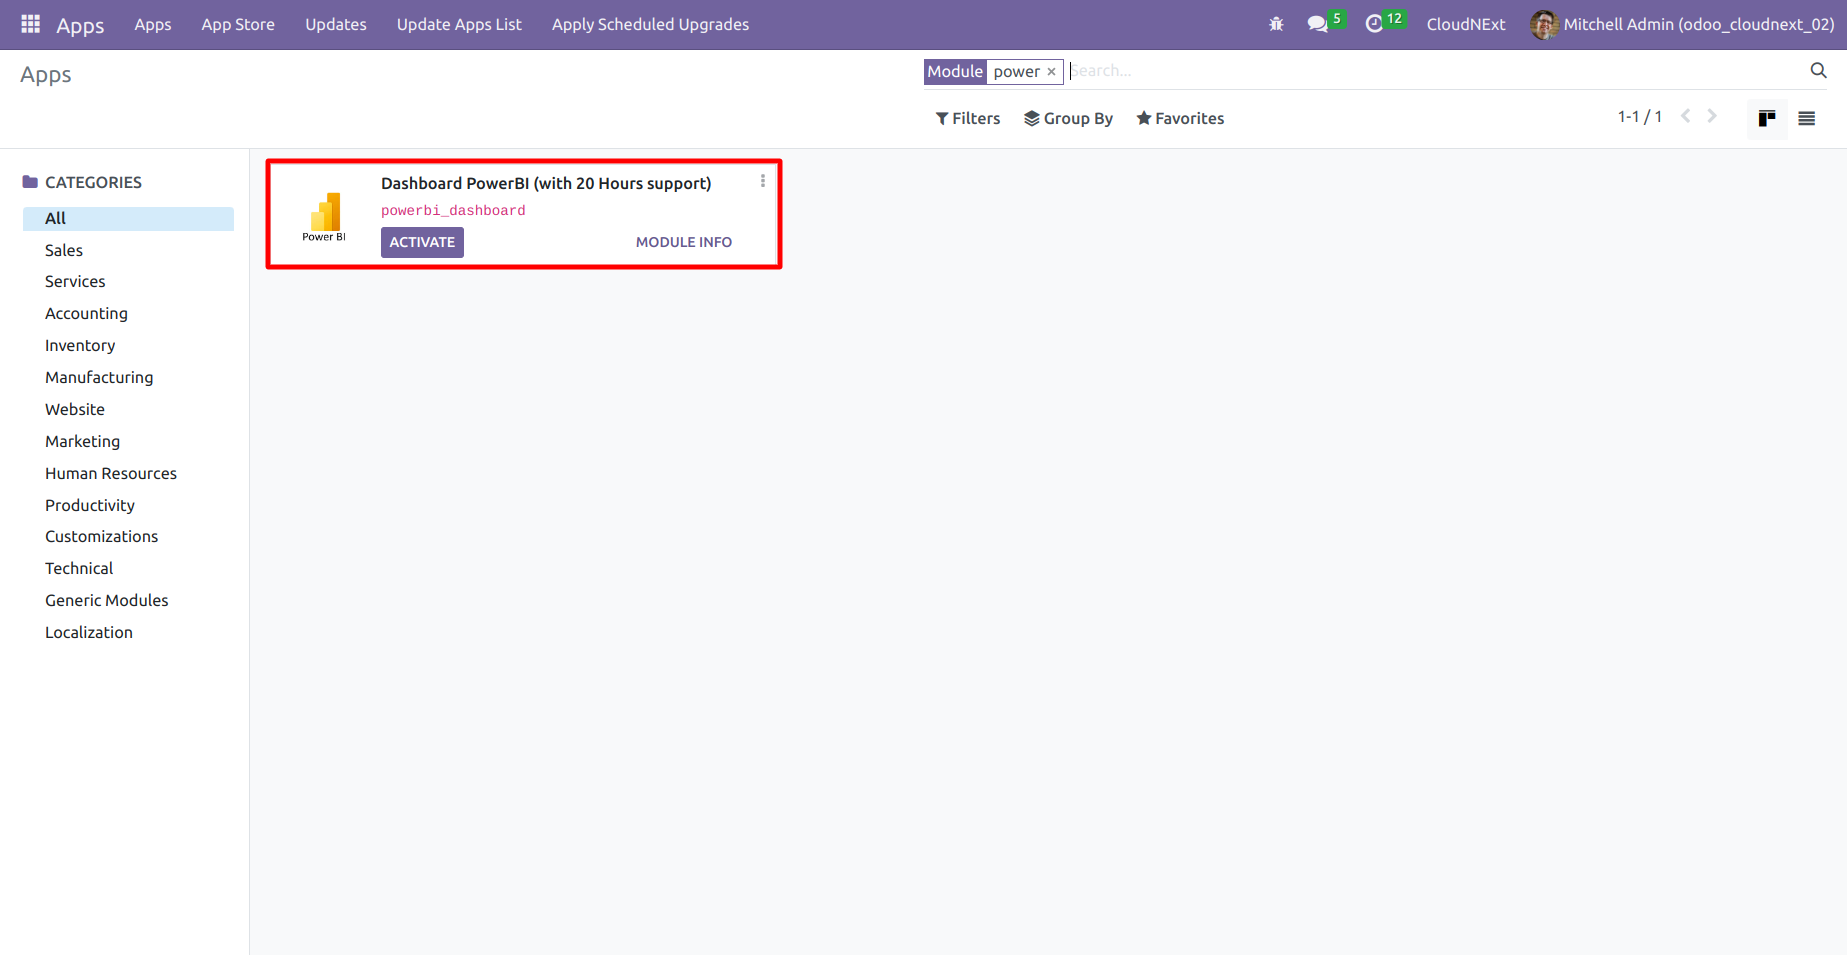 Apps Apps App Store Updates Update Apps List Apply Scheduled Upgrades 5 12 CloudNExt Mitchell Admin (odoo_cloudnext_02)
Apps
Module power × Search...
Filters Group By Favorites
1-1 / 1
CATEGORIES
All
Sales
Services
Accounting
Inventory
Manufacturing
Website
Marketing
Human Resources
Productivity
Customizations
Technical
Generic Modules
Localization
Power BI
Dashboard PowerBI (with 20 Hours support)
powerbi_dashboard
ACTIVATE MODULE INFO